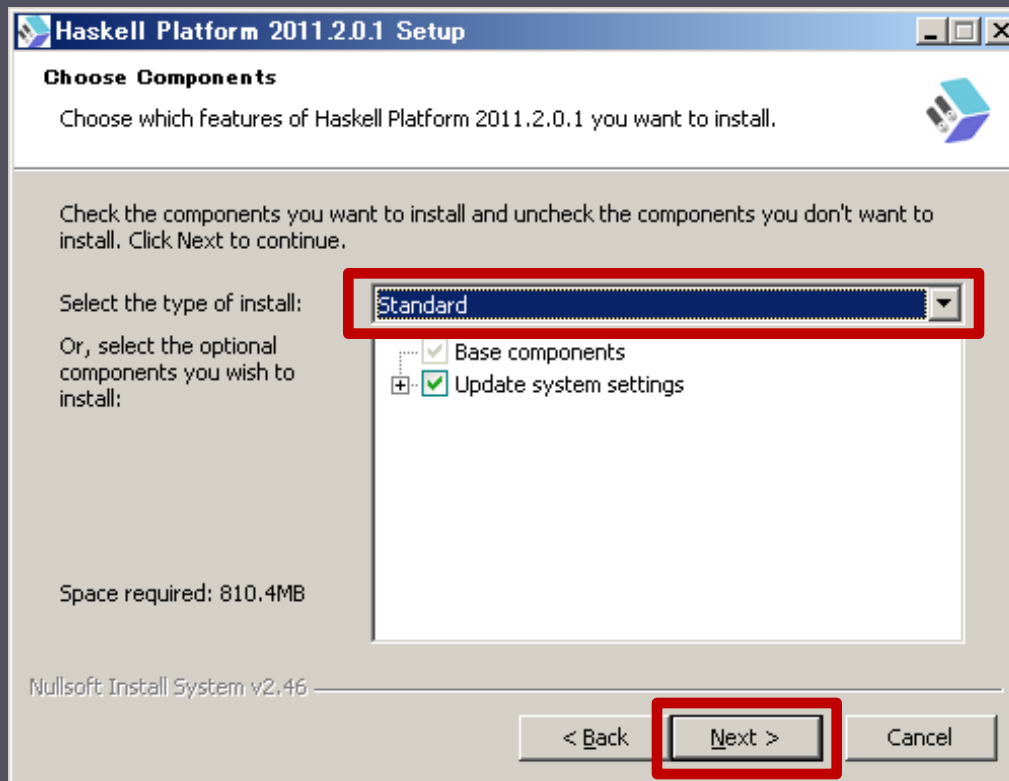 Haskell Platform 2011.2.0.1 Setup
Choose Components
Choose which features of Haskell Platform 2011.2.0.1 you want to install.
Check the components you want to install and uncheck the components you don't want to
install. Click Next to continue.
Select the type of install:
Standard
Or, select the optional
components you wish to
install:
Base components
Update system settings
Space required: 810.4MB
Nullsoft Install System v2.46
< Back
Next >
Cancel